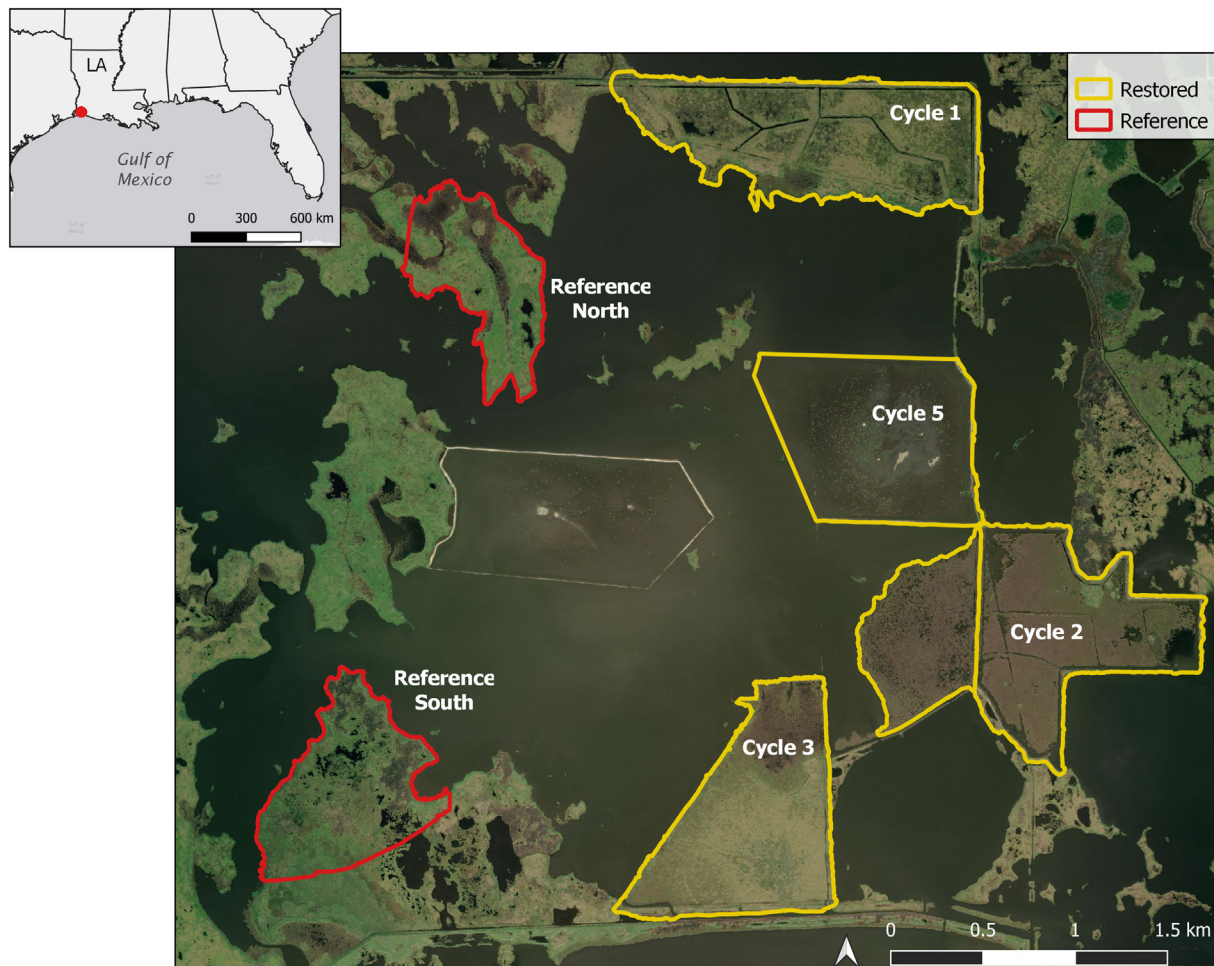 LA
Gulf of
Mexico
0 300 600 km
Restored
Reference
Cycle 1
Reference
North
Cycle 5
Cycle 2
Reference
South
Cycle 3
0 0.5 1 1.5 km